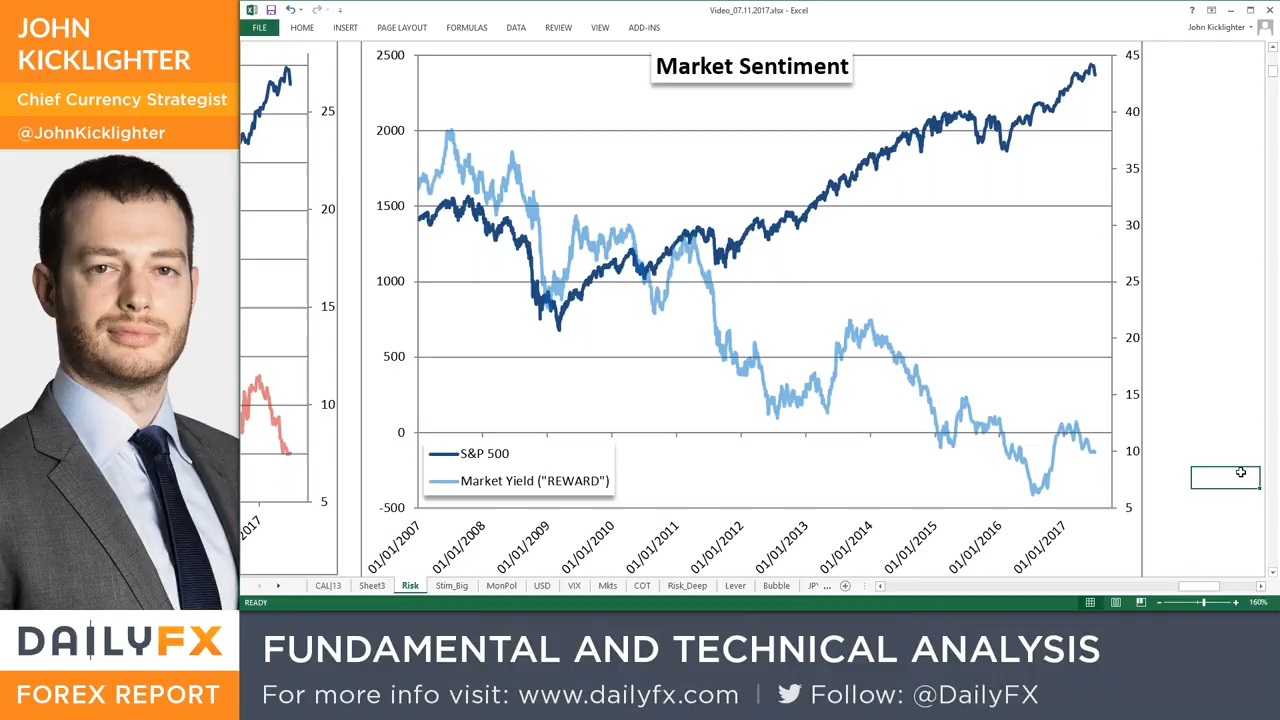 JOHN
KICKLIGHTER
Chief Currency Strategist
@JohnKicklighter
Video_07.11.2017.xlsx - Excel
FILE HOME INSERT PAGE LAYOUT FORMULAS DATA REVIEW VIEW ADD-INS
John Kicklighter
25
20
15
10
5
2017
Market Sentiment
2500
2000
1500
1000
500
0
-500
45
40
35
30
25
20
15
10
5
S&P 500
Market Yield ("REWARD")
01/01/2007
01/01/2008
01/01/2009
01/01/2010
01/01/2011
01/01/2012
01/01/2013
01/01/2014
01/01/2015
01/01/2016
01/01/2017
CAL|13 Sheet3 Risk Stim Big MonPol USD VIX Mkts COT Risk_Deep Lever Bubble JP' ...
READY
160%
DAILYFX
FOREX REPORT
FUNDAMENTAL AND TECHNICAL ANALYSIS
For more info visit: www.dailyfx.com | Follow: @DailyFX